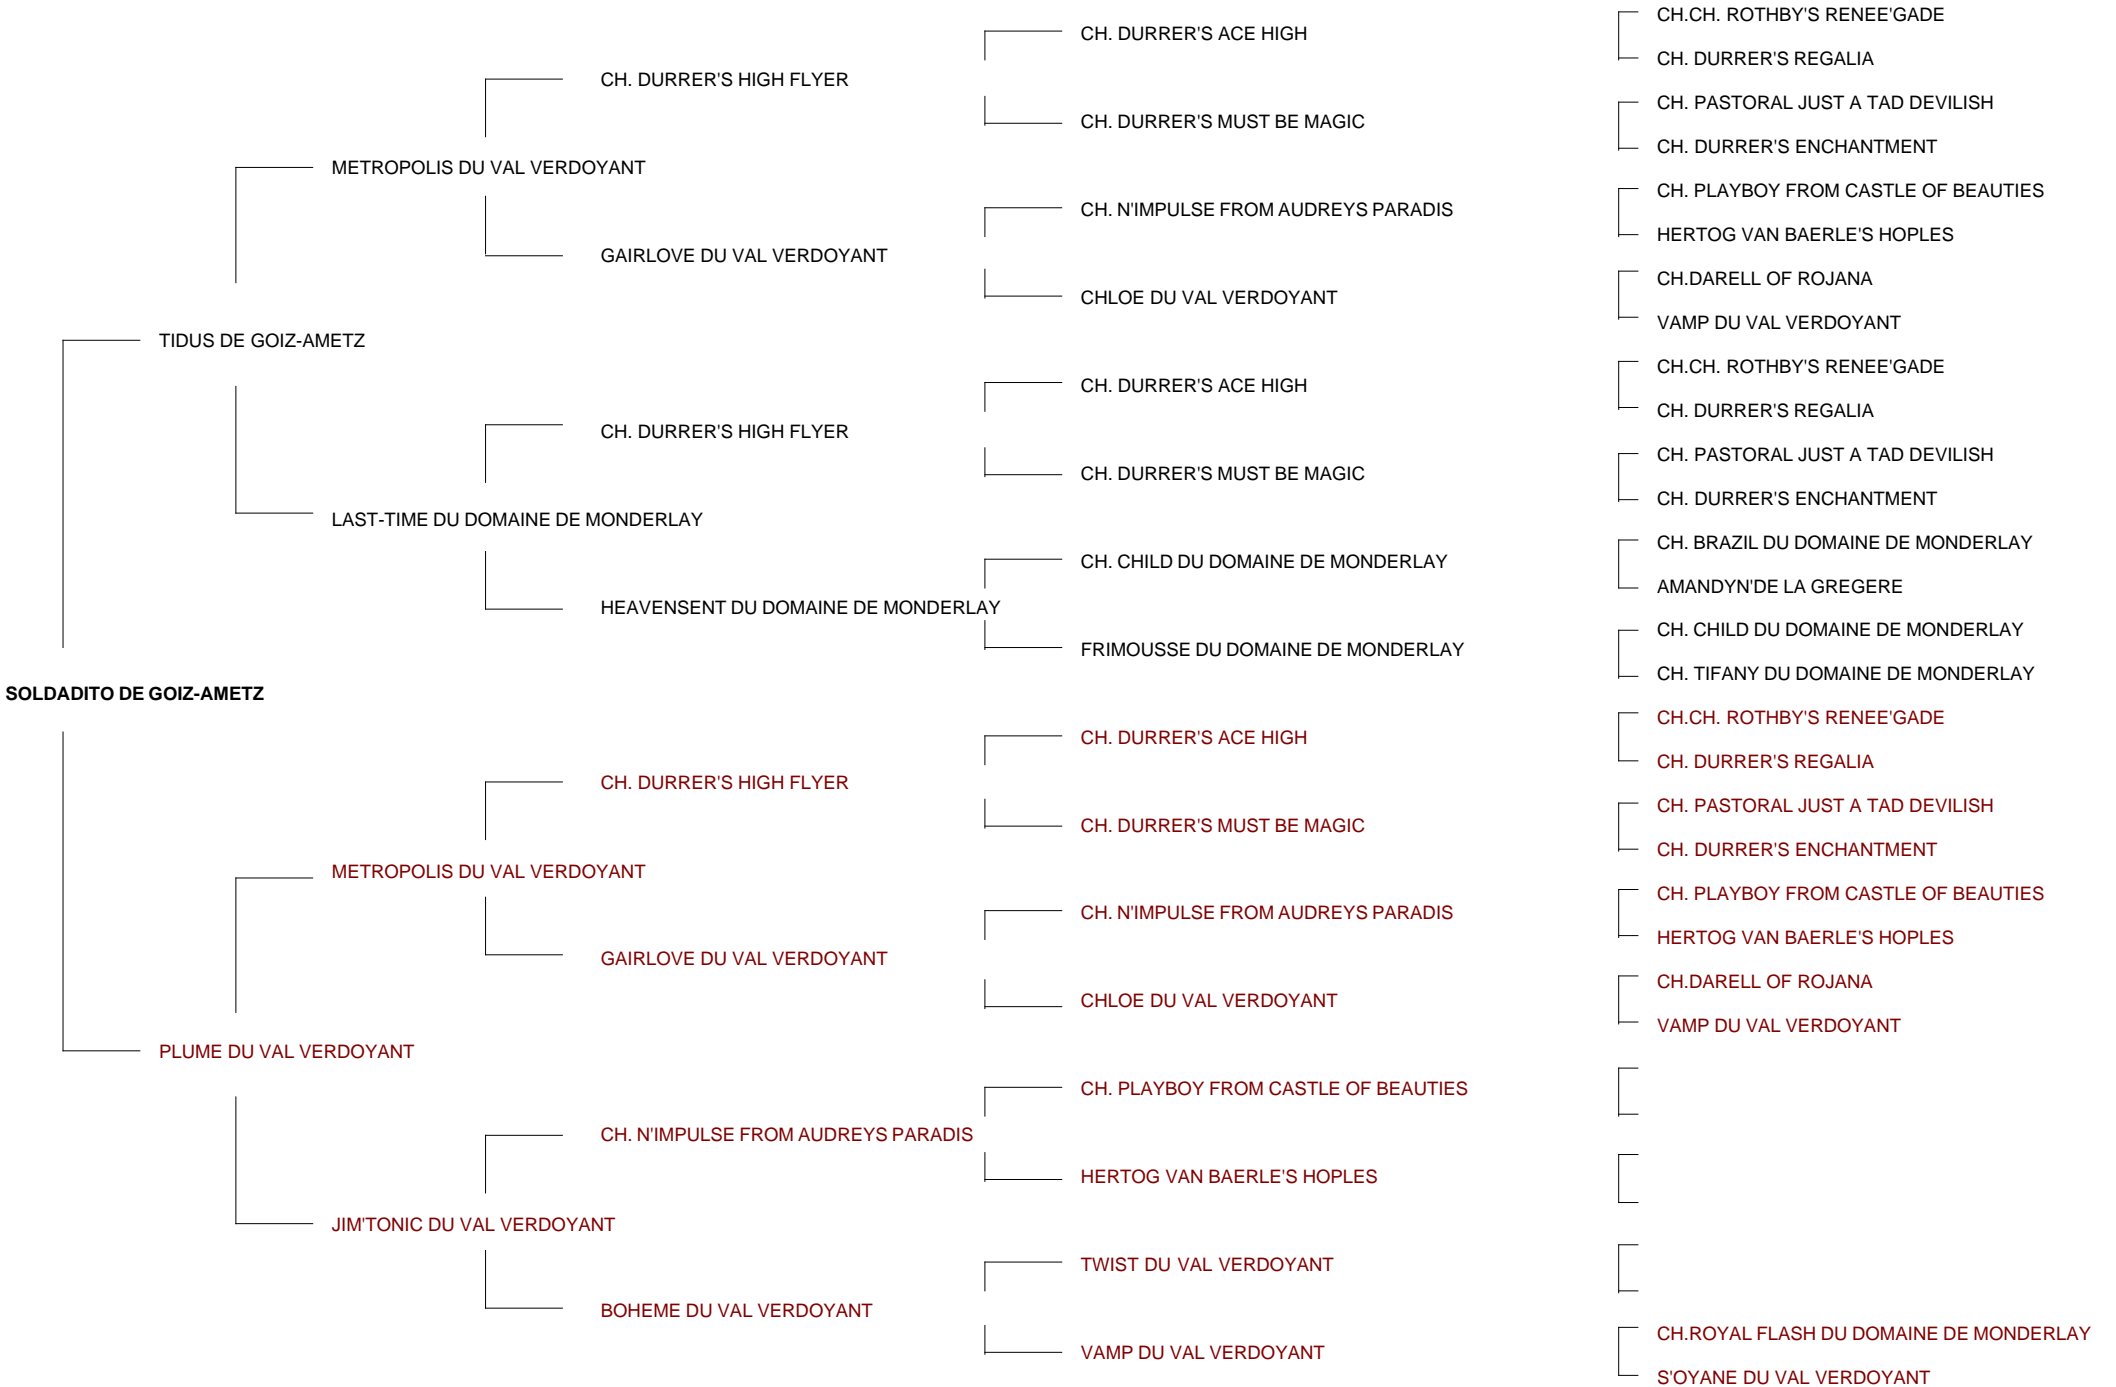 CH.CH. ROTHBY'S RENEE'GADE
CH. DURRER'S ACE HIGH
CH. DURRER'S REGALIA
CH. DURRER'S HIGH FLYER
CH. PASTORAL JUST A TAD DEVILISH
CH. DURRER'S MUST BE MAGIC
CH. DURRER'S ENCHANTMENT
METROPOLIS DU VAL VERDOYANT
CH. PLAYBOY FROM CASTLE OF BEAUTIES
CH. N'IMPULSE FROM AUDREYS PARADIS
HERTOG VAN BAERLE'S HOPLES
GAIRLOVE DU VAL VERDOYANT
CH.DARELL OF ROJANA
CHLOE DU VAL VERDOYANT
VAMP DU VAL VERDOYANT
TIDUS DE GOIZ-AMETZ
CH.CH. ROTHBY'S RENEE'GADE
CH. DURRER'S ACE HIGH
CH. DURRER'S REGALIA
CH. DURRER'S HIGH FLYER
CH. PASTORAL JUST A TAD DEVILISH
CH. DURRER'S MUST BE MAGIC
CH. DURRER'S ENCHANTMENT
LAST-TIME DU DOMAINE DE MONDERLAY
CH. BRAZIL DU DOMAINE DE MONDERLAY
CH. CHILD DU DOMAINE DE MONDERLAY
AMANDYN'DE LA GREGERE
HEAVENSENT DU DOMAINE DE MONDERLAY
CH. CHILD DU DOMAINE DE MONDERLAY
FRIMOUSSE DU DOMAINE DE MONDERLAY
CH. TIFANY DU DOMAINE DE MONDERLAY
SOLDADITO DE GOIZ-AMETZ
CH.CH. ROTHBY'S RENEE'GADE
CH. DURRER'S ACE HIGH
CH. DURRER'S REGALIA
CH. DURRER'S HIGH FLYER
CH. PASTORAL JUST A TAD DEVILISH
CH. DURRER'S MUST BE MAGIC
CH. DURRER'S ENCHANTMENT
METROPOLIS DU VAL VERDOYANT
CH. PLAYBOY FROM CASTLE OF BEAUTIES
CH. N'IMPULSE FROM AUDREYS PARADIS
HERTOG VAN BAERLE'S HOPLES
GAIRLOVE DU VAL VERDOYANT
CH.DARELL OF ROJANA
CHLOE DU VAL VERDOYANT
VAMP DU VAL VERDOYANT
PLUME DU VAL VERDOYANT
CH. PLAYBOY FROM CASTLE OF BEAUTIES
CH. N'IMPULSE FROM AUDREYS PARADIS
HERTOG VAN BAERLE'S HOPLES
JIM'TONIC DU VAL VERDOYANT
TWIST DU VAL VERDOYANT
BOHEME DU VAL VERDOYANT
CH.ROYAL FLASH DU DOMAINE DE MONDERLAY
VAMP DU VAL VERDOYANT
S'OYANE DU VAL VERDOYANT